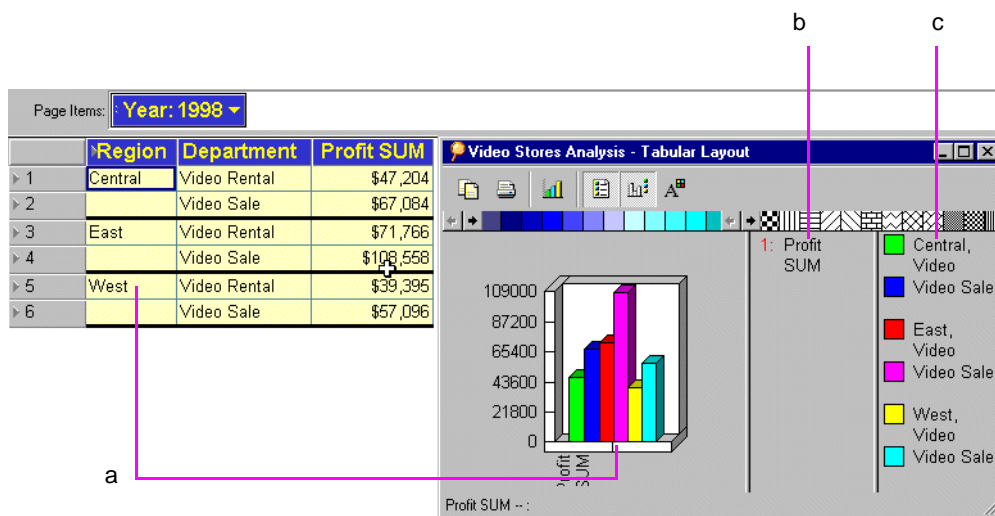 b c
Page Items: Year: 1998
Region Department Profit SUM
1 Central Video Rental $47,204
2 Video Sale $67,084
3 East Video Rental $71,766
4 Video Sale $108,558
5 West Video Rental $39,395
6 Video Sale $57,096
Video Stores Analysis - Tabular Layout
109000
87200
65400
43600
21800
0
Profit
SUM
1: Profit
SUM
Central,
Video
Video Sale
East,
Video
Video Sale
West,
Video
Video Sale
a
Profit SUM -- :